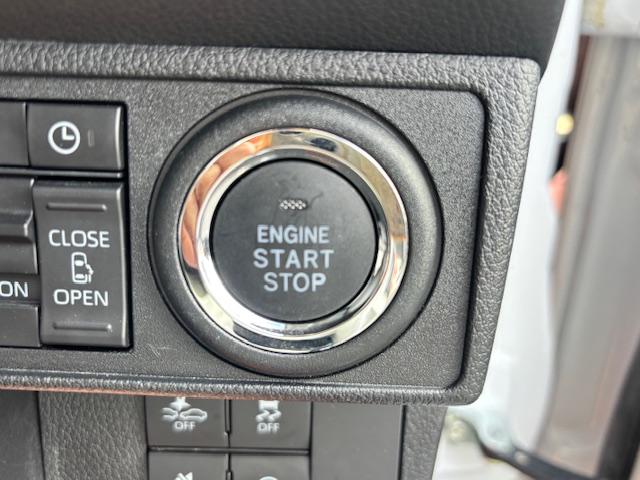 CLOSE
OPEN
ON
ENGINE
START
STOP
OFF
OFF